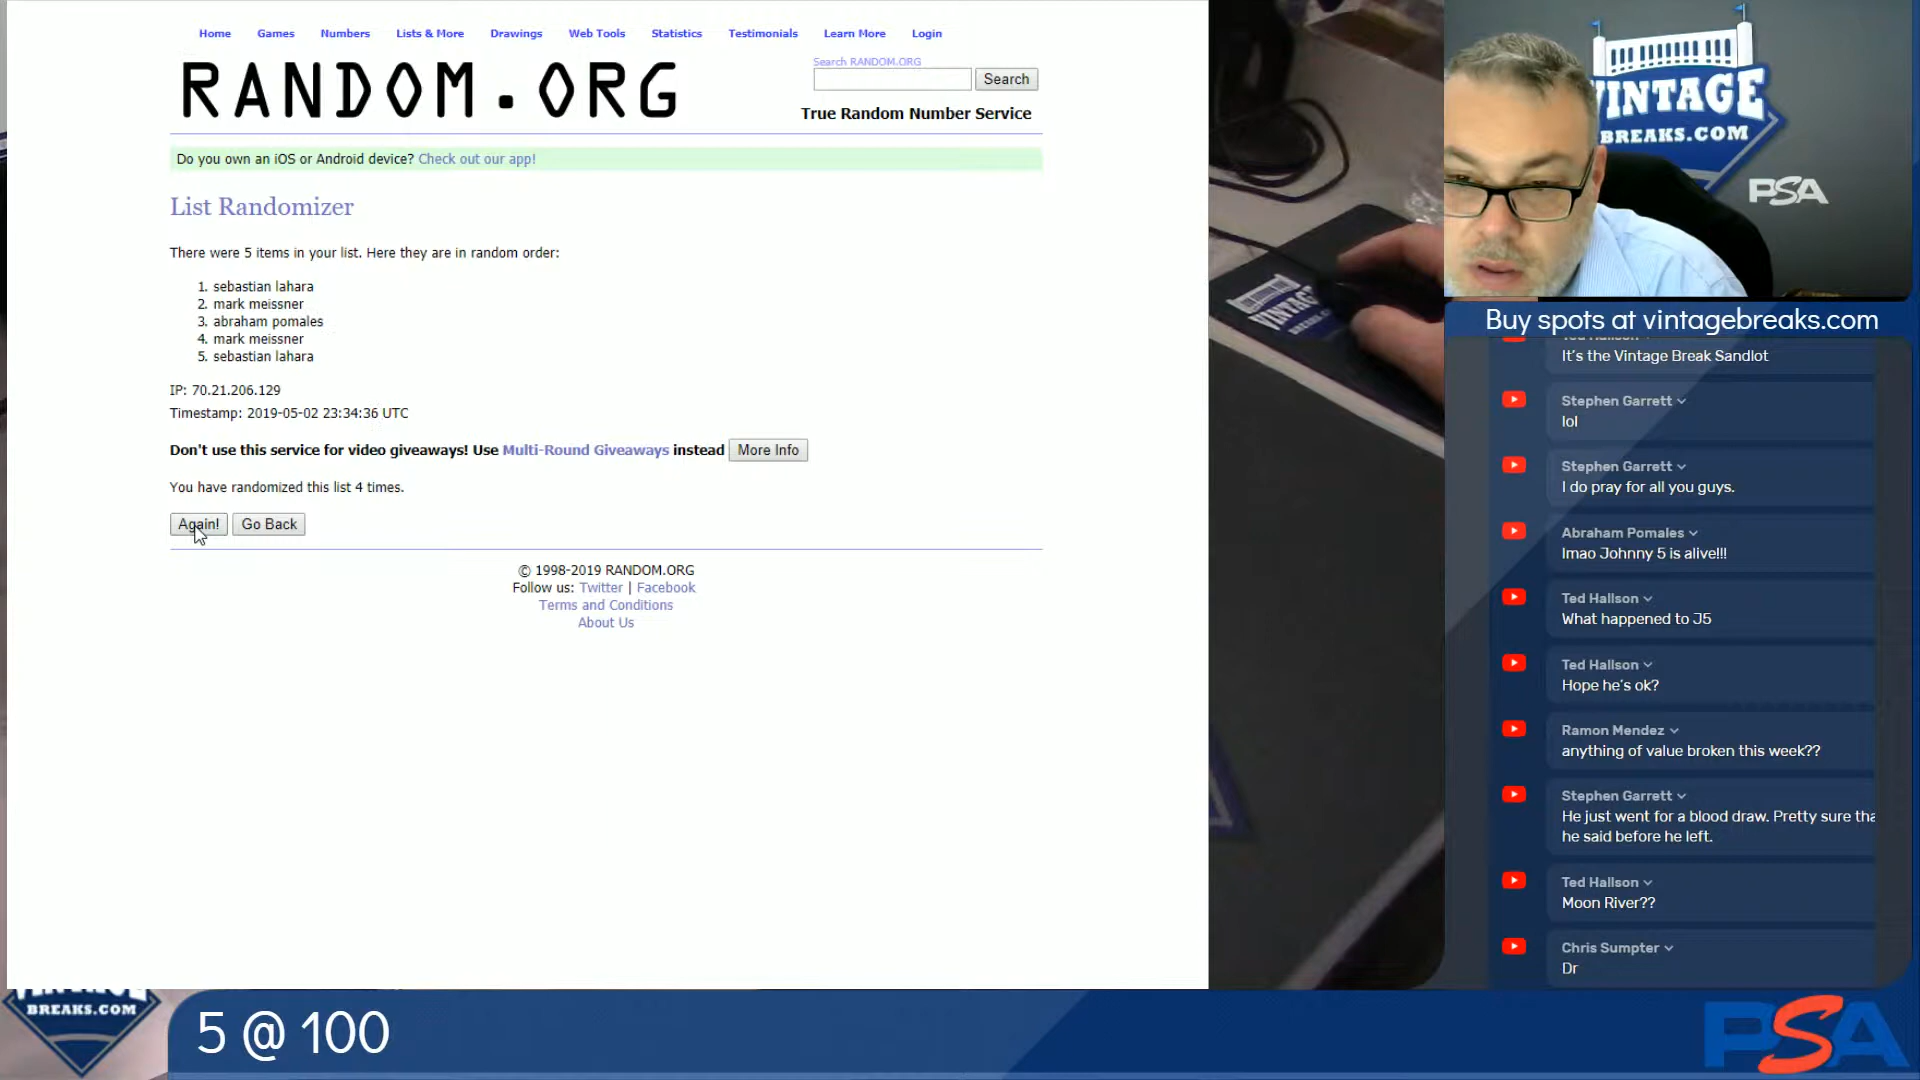 Home Games Numbers Lists & More Drawings Web Tools Statistics Testimonials Learn More Login
RANDOM.ORG
Search RANDOM.ORG
Search
True Random Number Service
Do you own an iOS or Android device? Check out our app!
List Randomizer
There were 5 items in your list. Here they are in random order:
1. sebastian lahara
2. mark meissner
3. abraham pomales
4. mark meissner
5. sebastian lahara
IP: 70.21.206.129
Timestamp: 2019-05-02 23:34:36 UTC
Don't use this service for video giveaways! Use Multi-Round Giveaways instead More Info
You have randomized this list 4 times.
Again! Go Back
© 1998-2019 RANDOM.ORG
Follow us: Twitter | Facebook
Terms and Conditions
About Us
VINTAGE
VINTAGE
BREAKS.COM
PSA
Buy spots at vintagebreaks.com
Ted Hallson
It's the Vintage Break Sandlot
Stephen Garrett
lol
Stephen Garrett
I do pray for all you guys.
Abraham Pomales
lmao Johnny 5 is alive!!!
Ted Hallson
What happened to J5
Ted Hallson
Hope he's ok?
Ramon Mendez
anything of value broken this week??
Stephen Garrett
He just went for a blood draw. Pretty sure tha
he said before he left.
Ted Hallson
Moon River??
Chris Sumpter
Dr
VINTAGE
BREAKS.COM
5 @ 100
PSA